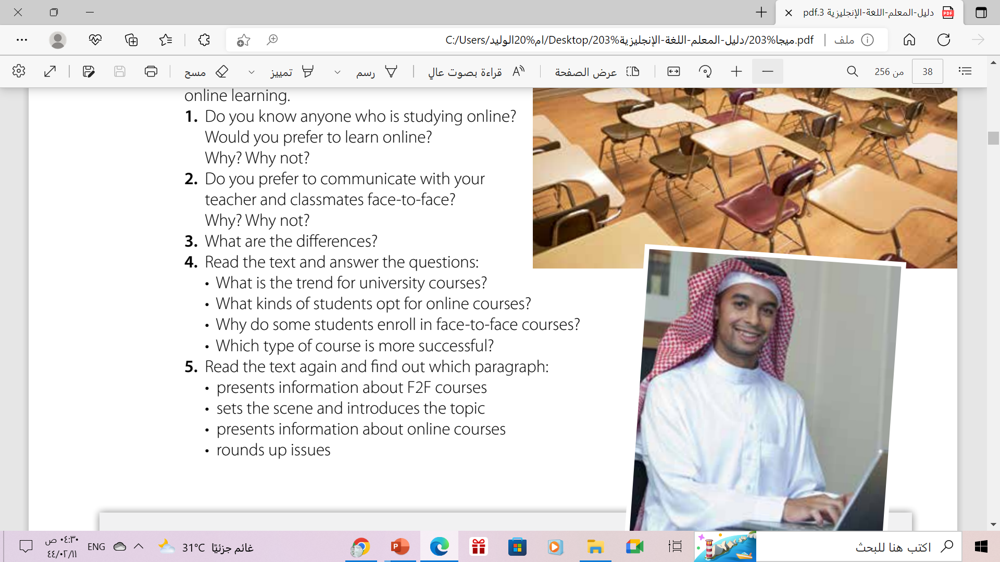 دليل-المعلم-اللغة-الإنجليزية 3.pdf
ملف
C:/Users/ام%20الوليد/Desktop/ميجا%203/دليل-المعلم-اللغة-الإنجليزية%203.pdf
38
من 256
عرض الصفحة
قراءة بصوت عالٍ
رسم
تمييز
مسح
online learning.
1. Do you know anyone who is studying online?
Would you prefer to learn online?
Why? Why not?
2. Do you prefer to communicate with your
teacher and classmates face-to-face?
Why? Why not?
3. What are the differences?
4. Read the text and answer the questions:
• What is the trend for university courses?
• What kinds of students opt for online courses?
• Why do some students enroll in face-to-face courses?
• Which type of course is more successful?
5. Read the text again and find out which paragraph:
• presents information about F2F courses
• sets the scene and introduces the topic
• presents information about online courses
• rounds up issues
اكتب هنا للبحث
31°C غائم جزئيًا
ENG
٠٤:٣٠ ص
٤٤/٠٢/١١